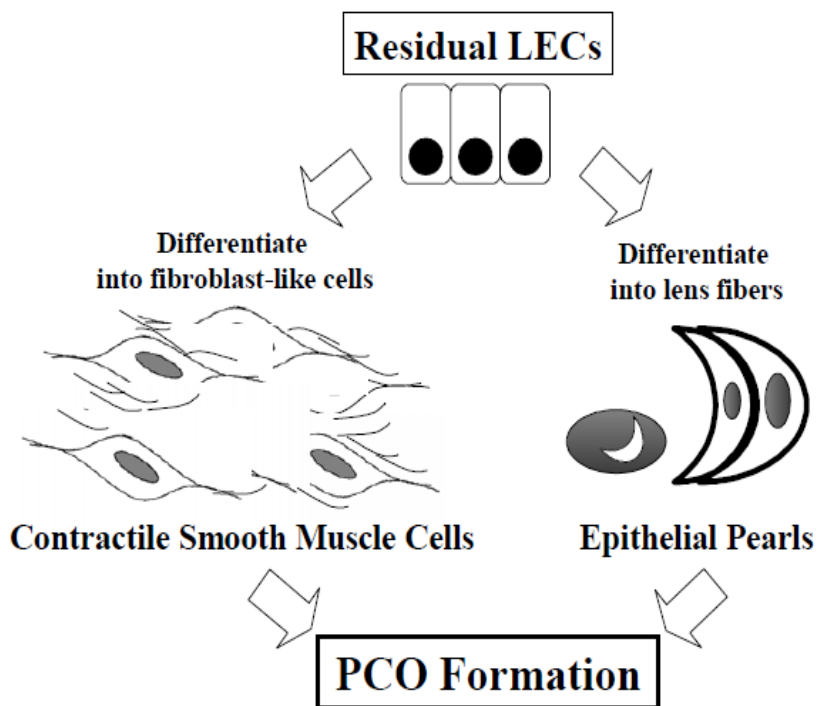 Residual LECs
Differentiate
into fibroblast-like cells
Differentiate
into lens fibers
Contractile Smooth Muscle Cells
Epithelial Pearls
PCO Formation